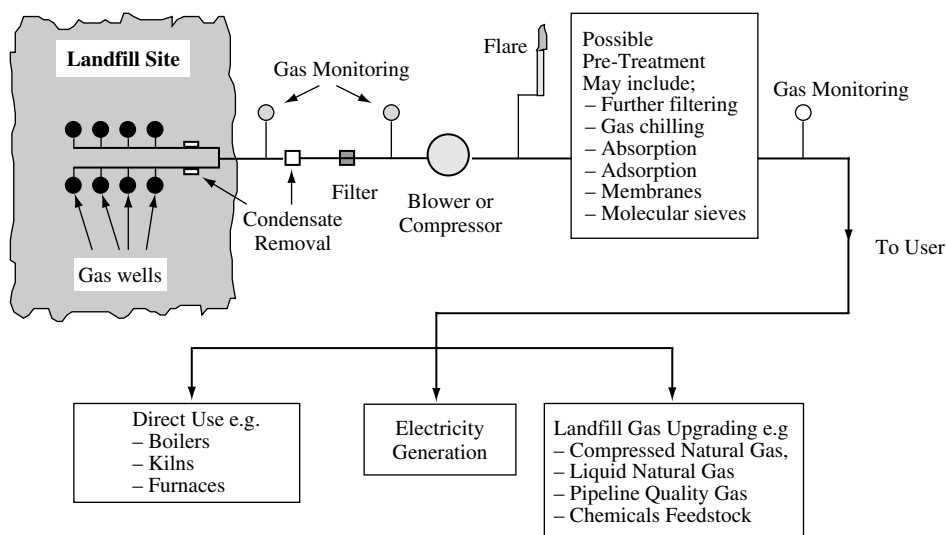 Landfill Site
Gas wells
Condensate
Removal
Gas Monitoring
Filter
Blower or
Compressor
Flare
Possible
Pre-Treatment
May include;
– Further filtering
– Gas chilling
– Absorption
– Adsorption
– Membranes
– Molecular sieves
Gas Monitoring
To User
Direct Use e.g.
– Boilers
– Kilns
– Furnaces
Electricity
Generation
Landfill Gas Upgrading e.g
– Compressed Natural Gas,
– Liquid Natural Gas
– Pipeline Quality Gas
– Chemicals Feedstock